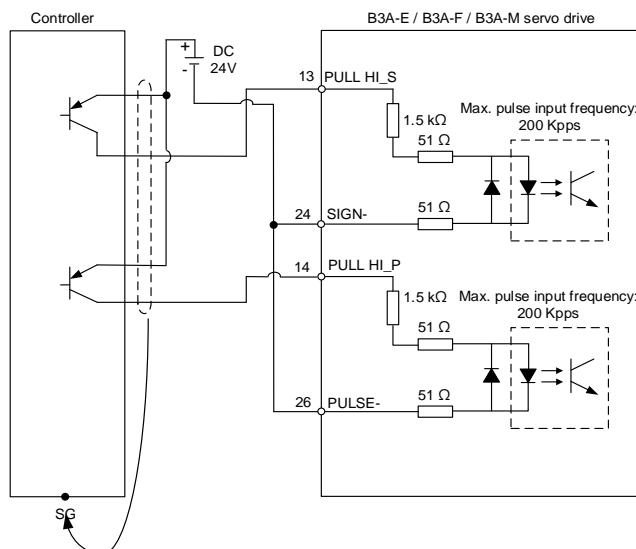 Controller
B3A-E / B3A-F / B3A-M servo drive
+
DC
24V
-
13
PULL HI_S
1.5 kΩ
51 Ω
Max. pulse input frequency:
200 Kpps
24
SIGN-
51 Ω
14
PULL HI_P
1.5 kΩ
51 Ω
Max. pulse input frequency:
200 Kpps
26
PULSE-
51 Ω
SG